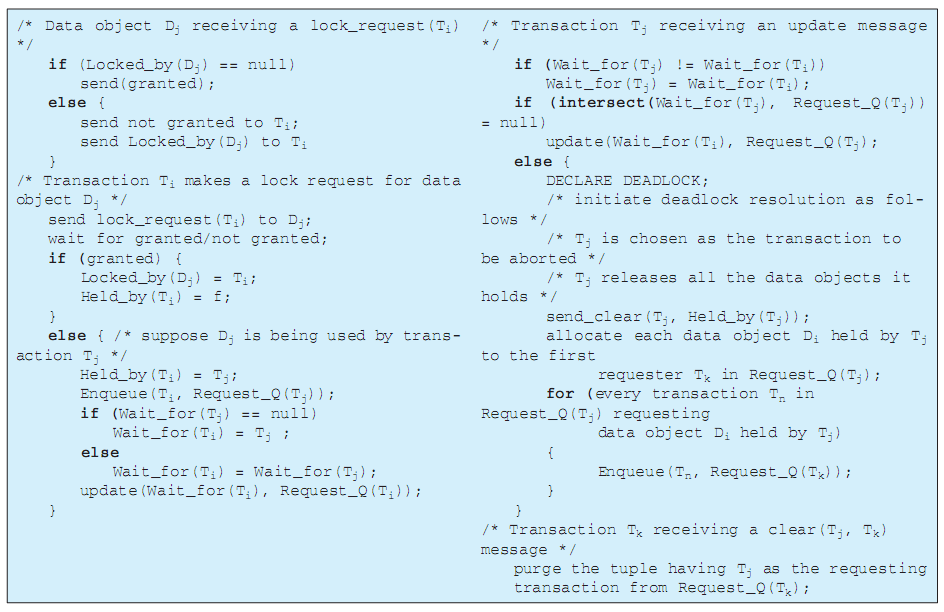 /* Data object Dj receiving a lock_request(Ti)
*/
if (Locked_by(Dj) == null)
send(granted);
else {
send not granted to Ti;
send Locked_by(Dj) to Ti
}
/* Transaction Ti makes a lock request for data
object Dj */
send lock_request(Ti) to Dj;
wait for granted/not granted;
if (granted) {
Locked_by(Dj) = Ti;
Held_by(Ti) = f;
}
else { /* suppose Dj is being used by trans-
action Tj */
Held_by(Ti) = Tj;
Enqueue(Ti, Request_Q(Tj));
if (Wait_for(Tj) == null)
Wait_for(Ti) = Tj ;
else
Wait_for(Ti) = Wait_for(Tj);
update(Wait_for(Ti), Request_Q(Ti));
}
/* Transaction Tj receiving an update message
*/
if (Wait_for(Tj) != Wait_for(Ti))
Wait_for(Tj) = Wait_for(Ti);
if (intersect(Wait_for(Tj), Request_Q(Tj))
= null)
update(Wait_for(Ti), Request_Q(Tj);
else {
DECLARE DEADLOCK;
/* initiate deadlock resolution as fol-
lows */
/* Tj is chosen as the transaction to
be aborted */
/* Tj releases all the data objects it
holds */
send_clear(Tj, Held_by(Tj));
allocate each data object Di held by Tj
to the first
requester Tk in Request_Q(Tj);
for (every transaction Tn in
Request_Q(Tj) requesting
data object Di held by Tj)
{
Enqueue(Tn, Request_Q(Tk));
}
}
/* Transaction Tk receiving a clear(Tj, Tk)
message */
purge the tuple having Tj as the requesting
transaction from Request_Q(Tk);